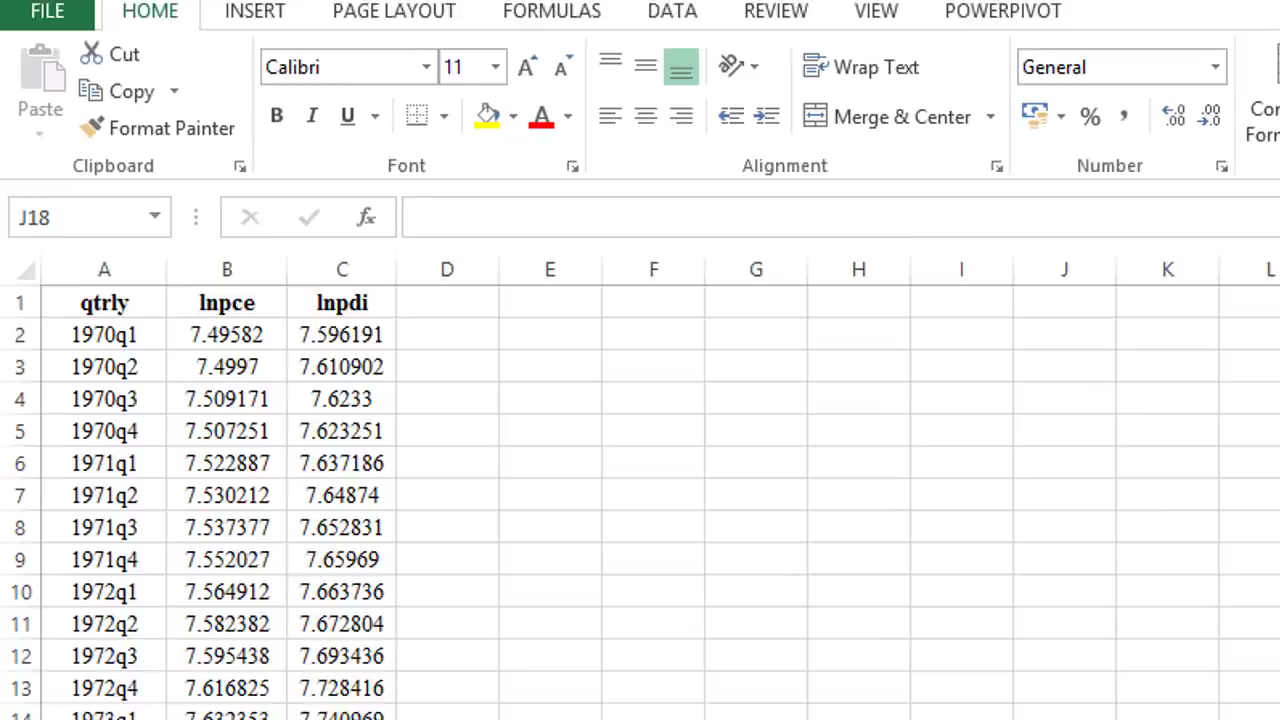 FILE HOME INSERT PAGE LAYOUT FORMULAS DATA REVIEW VIEW POWERPIVOT
Cut
Copy
Paste
Format Painter
Clipboard
Calibri 11
B I U A
Font
Wrap Text
Merge & Center
Alignment
General
% , .0 .00 .00 .0
Number
J18 fx
A B C D E F G H I J K L
1 qtrly lnpce lnpdi
2 1970q1 7.49582 7.596191
3 1970q2 7.4997 7.610902
4 1970q3 7.509171 7.6233
5 1970q4 7.507251 7.623251
6 1971q1 7.522887 7.637186
7 1971q2 7.530212 7.64874
8 1971q3 7.537377 7.652831
9 1971q4 7.552027 7.65969
10 1972q1 7.564912 7.663736
11 1972q2 7.582382 7.672804
12 1972q3 7.595438 7.693436
13 1972q4 7.616825 7.728416
14 1973q1 7.632353 7.740969